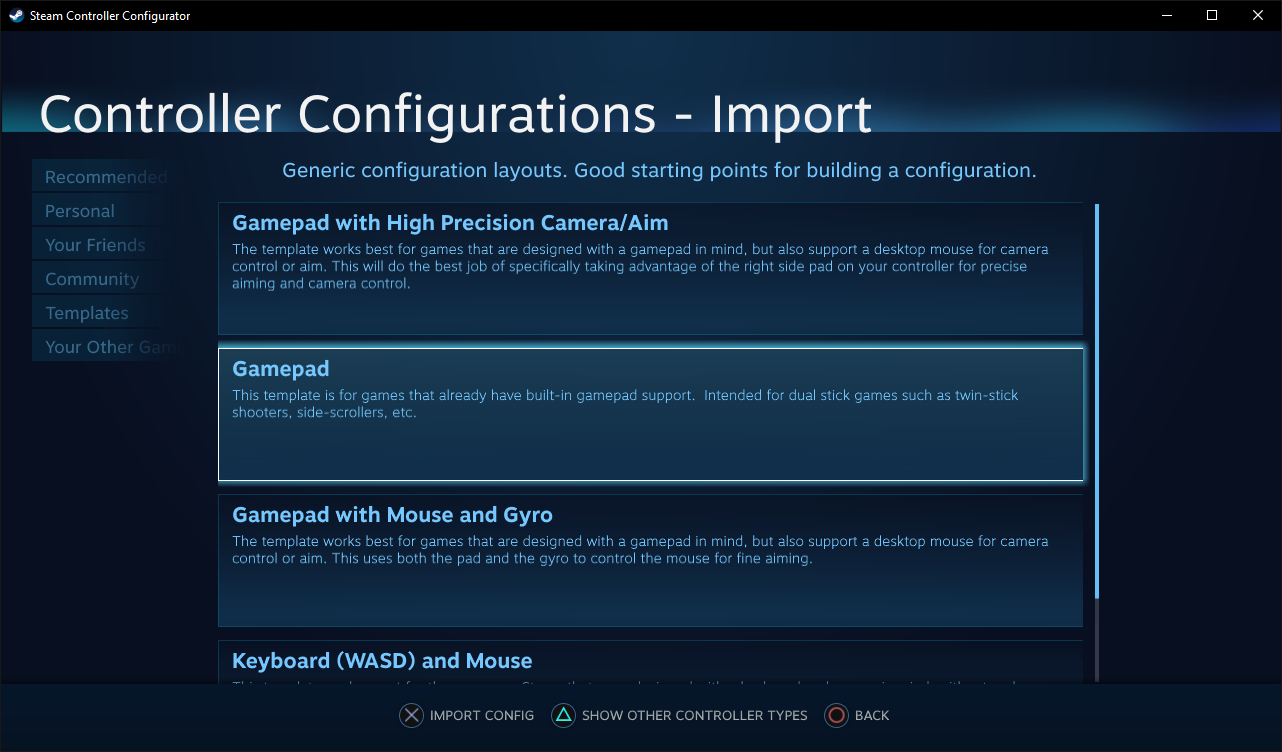 Steam Controller Configurator
Controller Configurations - Import
Recommended
Personal
Your Friends
Community
Templates
Your Other
Generic configuration layouts. Good starting points for building a configuration.
Gamepad with High Precision Camera/Aim
The template works best for games that are designed with a gamepad in mind, but also support a desktop mouse for camera
control or aim. This will do the best job of specifically taking advantage of the right side pad on your controller for precise
aiming and camera control.
Gamepad
This template is for games that already have built-in gamepad support.  Intended for dual stick games such as twin-stick
shooters, side-scrollers, etc.
Gamepad with Mouse and Gyro
The template works best for games that are designed with a gamepad in mind, but also support a desktop mouse for camera
control or aim. This uses both the pad and the gyro to control the mouse for fine aiming.
Keyboard (WASD) and Mouse
IMPORT CONFIG
SHOW OTHER CONTROLLER TYPES
BACK